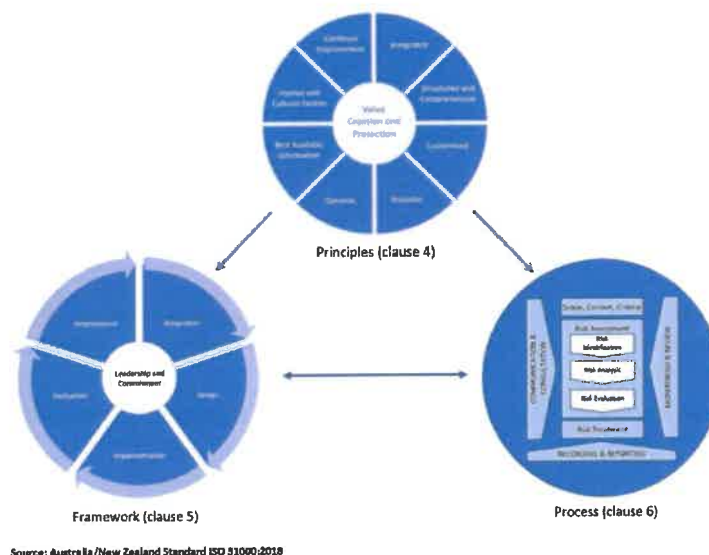 Continual
Improvement
Integrated
Human and
Cultural Factors
Structured and
Comprehensive
Value
Creation and
Protection
Best Available
Information
Customised
Dynamic
Inclusive
Principles (clause 4)
Improvement
Integration
Leadership and
Commitment
Evaluation
Design
Implementation
Framework (clause 5)
Scope, Context, Criteria
Risk Assessment
Risk
Identification
Risk Analysis
Risk Evaluation
Risk Treatment
COMMUNICATION &
CONSULTATION
MONITORING & REVIEW
RECORDING & REPORTING
Process (clause 6)
Source: Australia/New Zealand Standard ISO 31000:2018